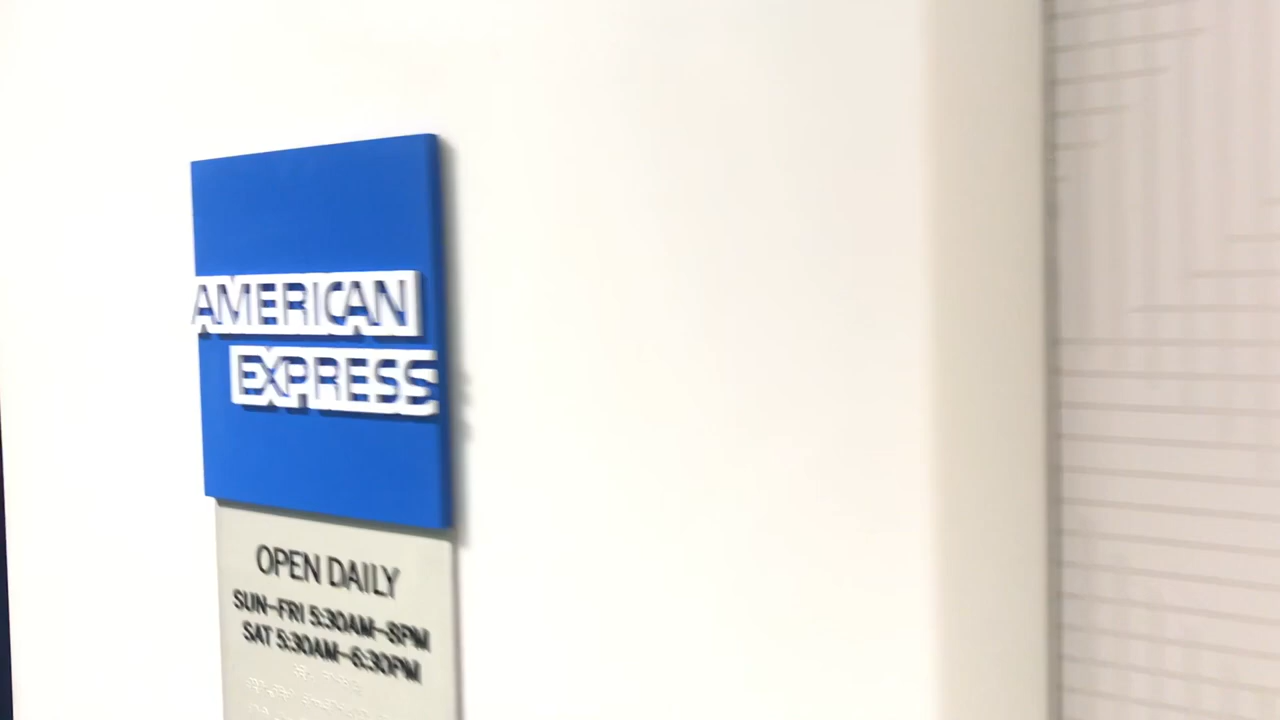 AMERICAN
EXPRESS
OPEN DAILY
SUN–FRI 5:30AM–8PM
SAT 5:30AM–6:30PM